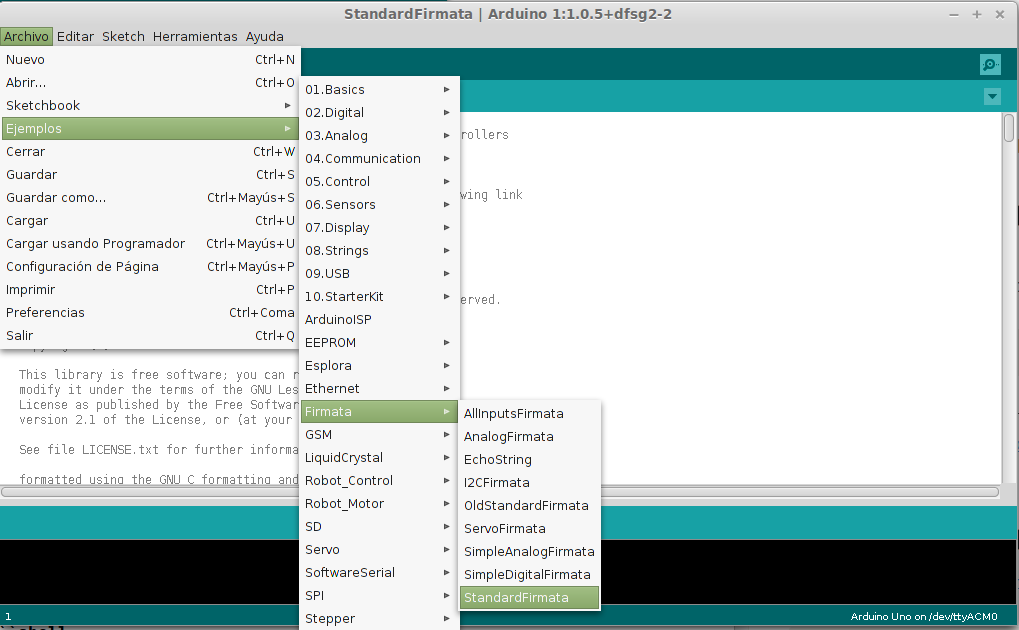 StandardFirmata | Arduino 1:1.0.5+dfsg2-2
Archivo Editar Sketch Herramientas Ayuda
Nuevo Ctrl+N
Abrir... Ctrl+O
Sketchbook
Ejemplos
Cerrar Ctrl+W
Guardar Ctrl+S
Guardar como... Ctrl+Mayús+S
Cargar Ctrl+U
Cargar usando Programador Ctrl+Mayús+U
Configuración de Página Ctrl+Mayús+P
Imprimir Ctrl+P
Preferencias Ctrl+Coma
Salir Ctrl+Q
01.Basics
02.Digital
03.Analog
04.Communication
05.Control
06.Sensors
07.Display
08.Strings
09.USB
10.StarterKit
ArduinoISP
EEPROM
Esplora
Ethernet
Firmata
GSM
LiquidCrystal
Robot_Control
Robot_Motor
SD
Servo
SoftwareSerial
SPI
Stepper
AllInputsFirmata
AnalogFirmata
EchoString
I2CFirmata
OldStandardFirmata
ServoFirmata
SimpleAnalogFirmata
SimpleDigitalFirmata
StandardFirmata
rollers
wing link
erved.
This library is free software; you can r
modify it under the terms of the GNU Les
License as published by the Free Softwar
version 2.1 of the License, or (at your
See file LICENSE.txt for further informa
formatted using the GNU C formatting and
1 Arduino Uno on /dev/ttyACM0